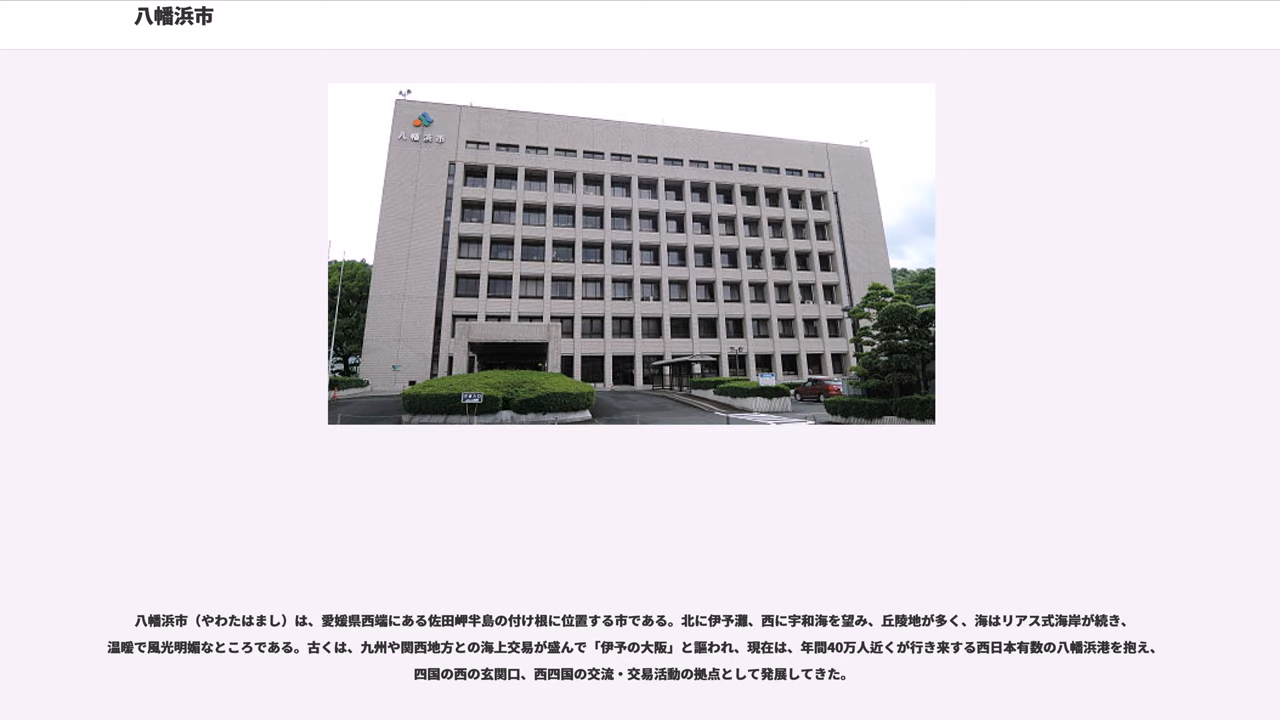 八幡浜市
八幡浜市
八幡浜市（やわたはまし）は、愛媛県西端にある佐田岬半島の付け根に位置する市である。北に伊予灘、西に宇和海を望み、丘陵地が多く、海はリアス式海岸が続き、
温暖で風光明媚なところである。古くは、九州や関西地方との海上交易が盛んで「伊予の大阪」と謳われ、現在は、年間40万人近くが行き来する西日本有数の八幡浜港を抱え、
四国の西の玄関口、西四国の交流・交易活動の拠点として発展してきた。